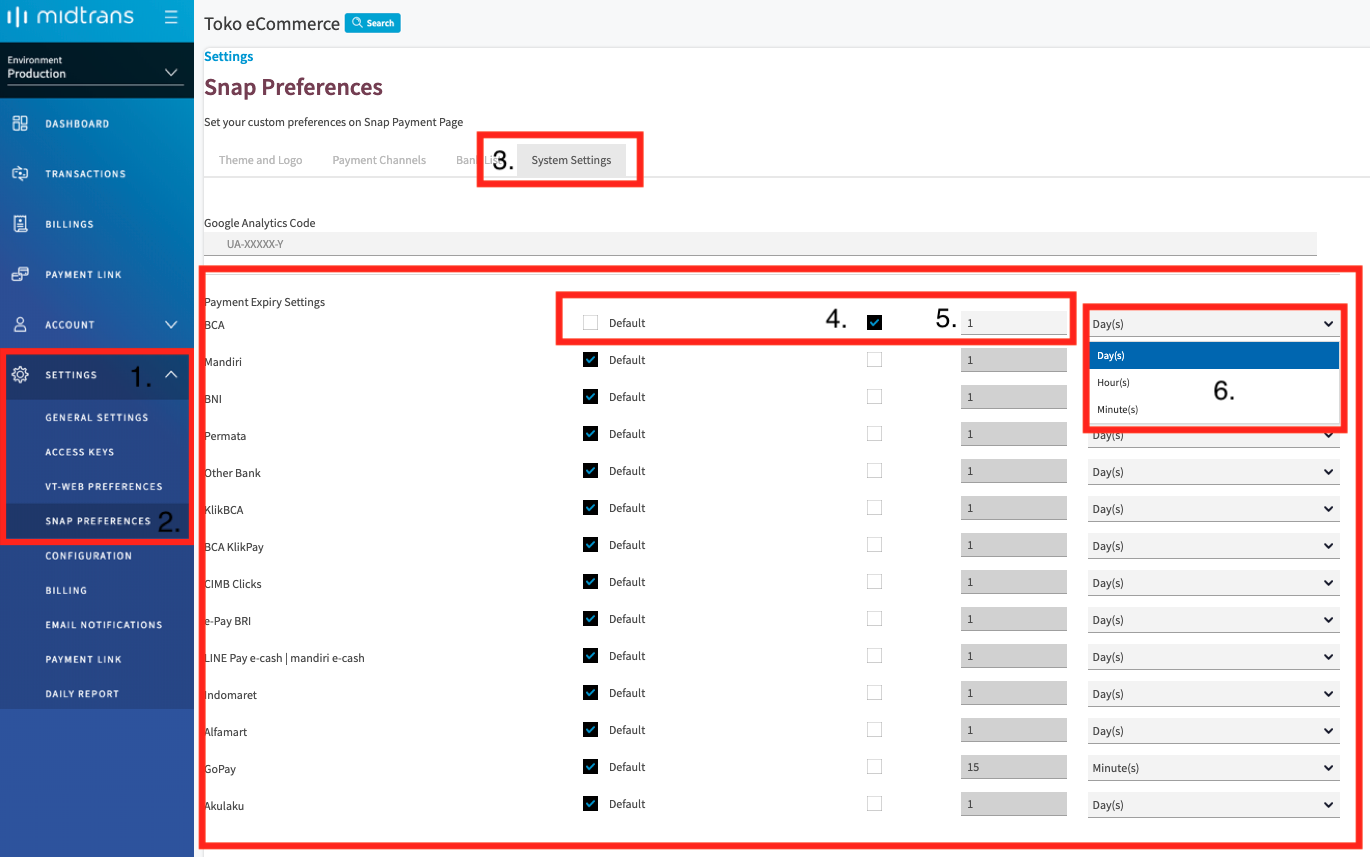 midtrans
Environment
Production
DASHBOARD
TRANSACTIONS
BILLINGS
PAYMENT LINK
ACCOUNT
SETTINGS 1.
GENERAL SETTINGS
ACCESS KEYS
VT-WEB PREFERENCES
SNAP PREFERENCES 2.
CONFIGURATION
BILLING
EMAIL NOTIFICATIONS
PAYMENT LINK
DAILY REPORT
Toko eCommerce Search
Settings
Snap Preferences
Set your custom preferences on Snap Payment Page
Theme and Logo Payment Channels Bank List 3. System Settings
Google Analytics Code
UA-XXXXX-Y
Payment Expiry Settings
BCA Default 4. 5. 1 Day(s)
Day(s)
Hour(s)
Minute(s)
6.
Mandiri Default 1
BNI Default 1
Permata Default 1 Day(s)
Other Bank Default 1 Day(s)
KlikBCA Default 1 Day(s)
BCA KlikPay Default 1 Day(s)
CIMB Clicks Default 1 Day(s)
e-Pay BRI Default 1 Day(s)
LINE Pay e-cash | mandiri e-cash Default 1 Day(s)
Indomaret Default 1 Day(s)
Alfamart Default 1 Day(s)
GoPay Default 15 Minute(s)
Akulaku Default 1 Day(s)